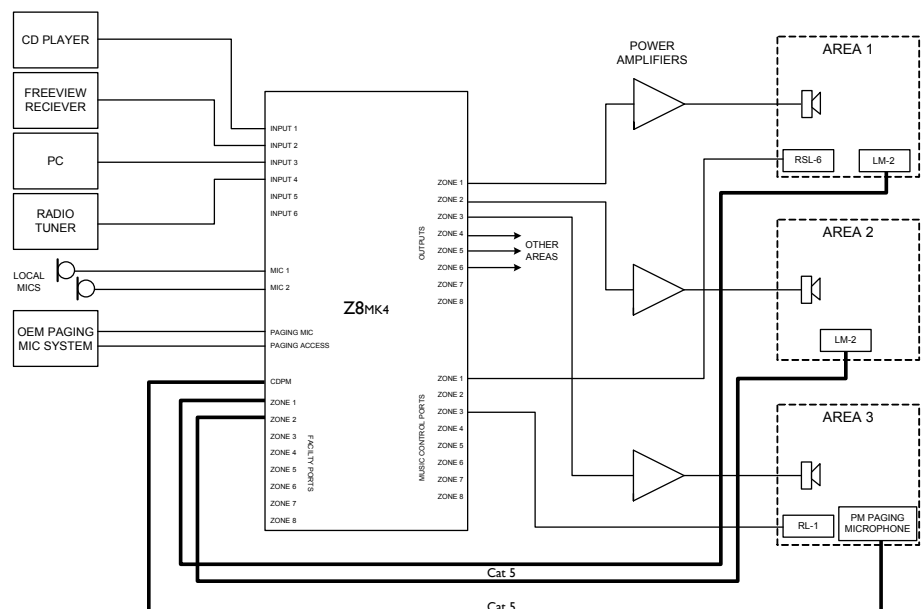 CD PLAYER
FREEVIEW
RECIEVER
PC
RADIO
TUNER
LOCAL
MICS
OEM PAGING
MIC SYSTEM
INPUT 1
INPUT 2
INPUT 3
INPUT 4
INPUT 5
INPUT 6
MIC 1
MIC 2
PAGING MIC
PAGING ACCESS
CDPM
ZONE 1
ZONE 2
ZONE 3
ZONE 4
ZONE 5
ZONE 6
ZONE 7
ZONE 8
FACILTY PORTS
Z8MK4
OUTPUTS
ZONE 1
ZONE 2
ZONE 3
ZONE 4
ZONE 5
ZONE 6
ZONE 7
ZONE 8
MUSIC CONTROL PORTS
ZONE 1
ZONE 2
ZONE 3
ZONE 4
ZONE 5
ZONE 6
ZONE 7
ZONE 8
OTHER
AREAS
POWER
AMPLIFIERS
AREA 1
RSL-6
LM-2
AREA 2
LM-2
AREA 3
RL-1
PM PAGING
MICROPHONE
Cat 5
Cat 5